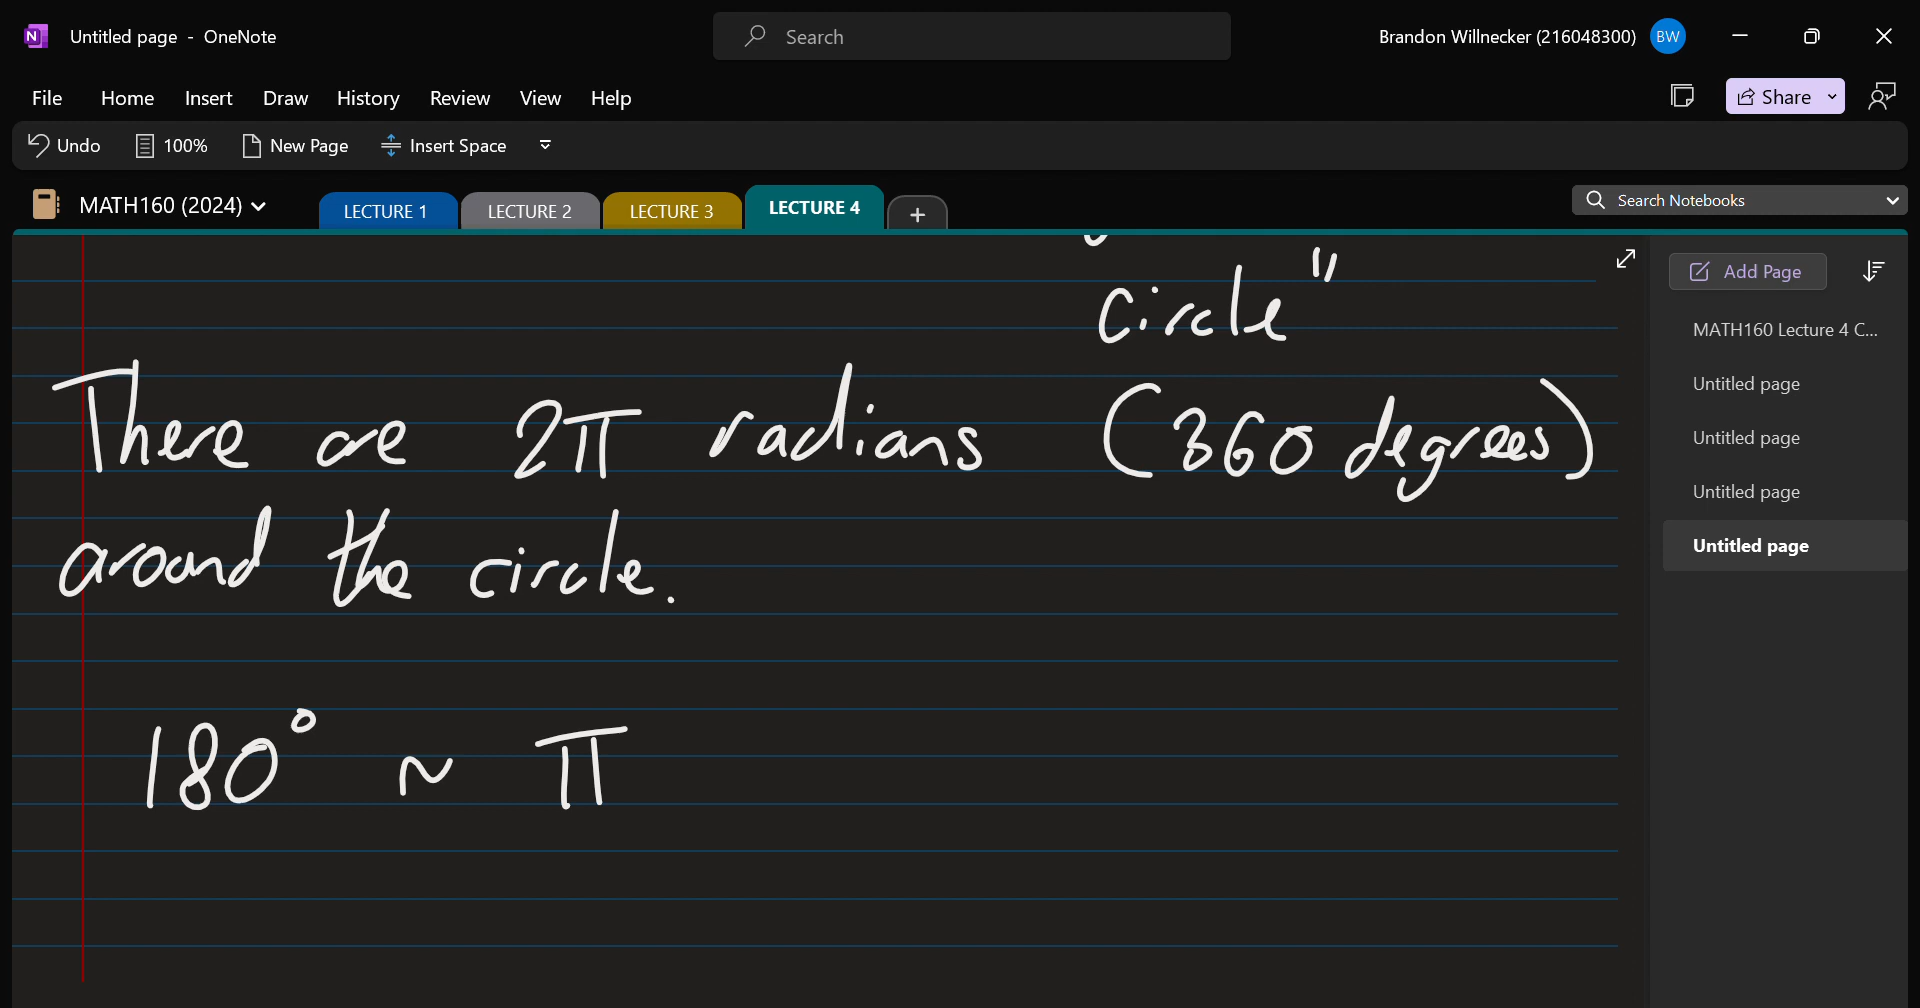 Untitled page - OneNote
Search
Brandon Willnecker (216048300) BW
File Home Insert Draw History Review View Help
Share
Undo 100% New Page Insert Space
MATH160 (2024) LECTURE 1 LECTURE 2 LECTURE 3 LECTURE 4 +
Search Notebooks
Add Page
MATH160 Lecture 4 C...
Untitled page
Untitled page
Untitled page
Untitled page
circle"
There are 2π radians (360 degrees)
around the circle.
180° ~ π